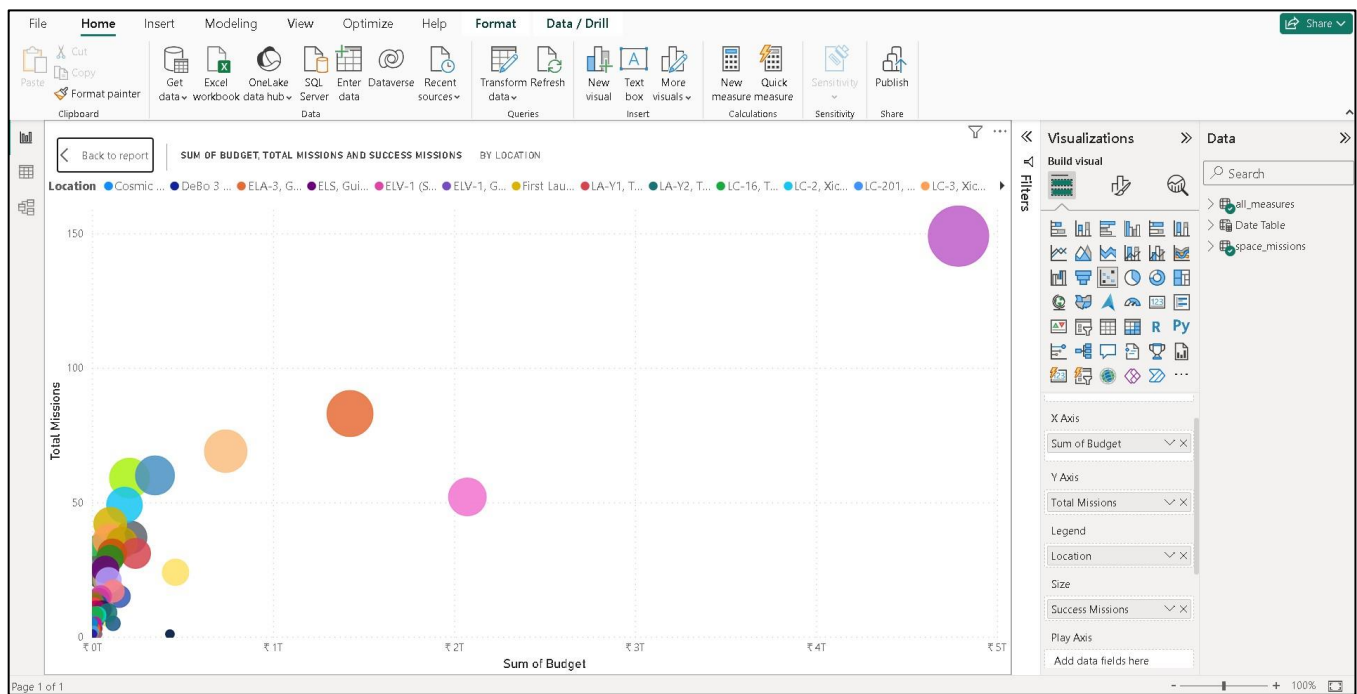 File Home Insert Modeling View Optimize Help Format Data / Drill Share
Paste
Cut
Copy
Format painter
Clipboard
Get data
Excel workbook
OneLake data hub
SQL Server
Enter data
Dataverse
Recent sources
Data
Transform data
Refresh
Queries
New visual
Text box
More visuals
Insert
New measure
Quick measure
Calculations
Sensitivity
Sensitivity
Publish
Share
Back to report
SUM OF BUDGET, TOTAL MISSIONS AND SUCCESS MISSIONS BY LOCATION
Location Cosmic ... DeBo 3 ... ELA-3, G... ELS, Gui... ELV-1 (S... ELV-1, G... First Lau... LA-Y1, T... LA-Y2, T... LC-16, T... LC-2, Xic... LC-201, ... LC-3, Xic...
Total Missions
150
100
50
0
₹ 0T ₹ 1T ₹ 2T ₹ 3T ₹ 4T ₹ 5T
Sum of Budget
Filters
Visualizations
Build visual
123
R Py
X Axis
Sum of Budget
Y Axis
Total Missions
Legend
Location
Size
Success Missions
Play Axis
Add data fields here
Data
Search
all_measures
Date Table
space_missions
Page 1 of 1
- + 100%